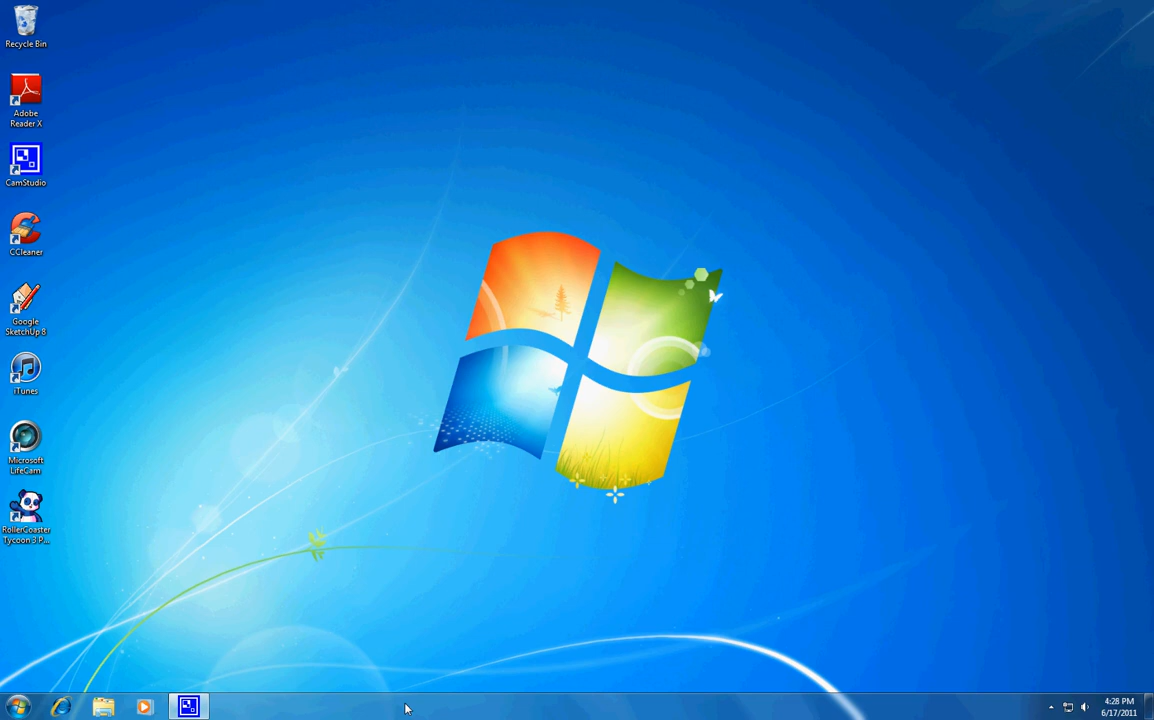 Recycle Bin
Adobe
Reader X
CamStudio
CCleaner
Google
SketchUp 8
iTunes
Microsoft
LifeCam
RollerCoaster
Tycoon 3 P...
4:28 PM
6/17/2011